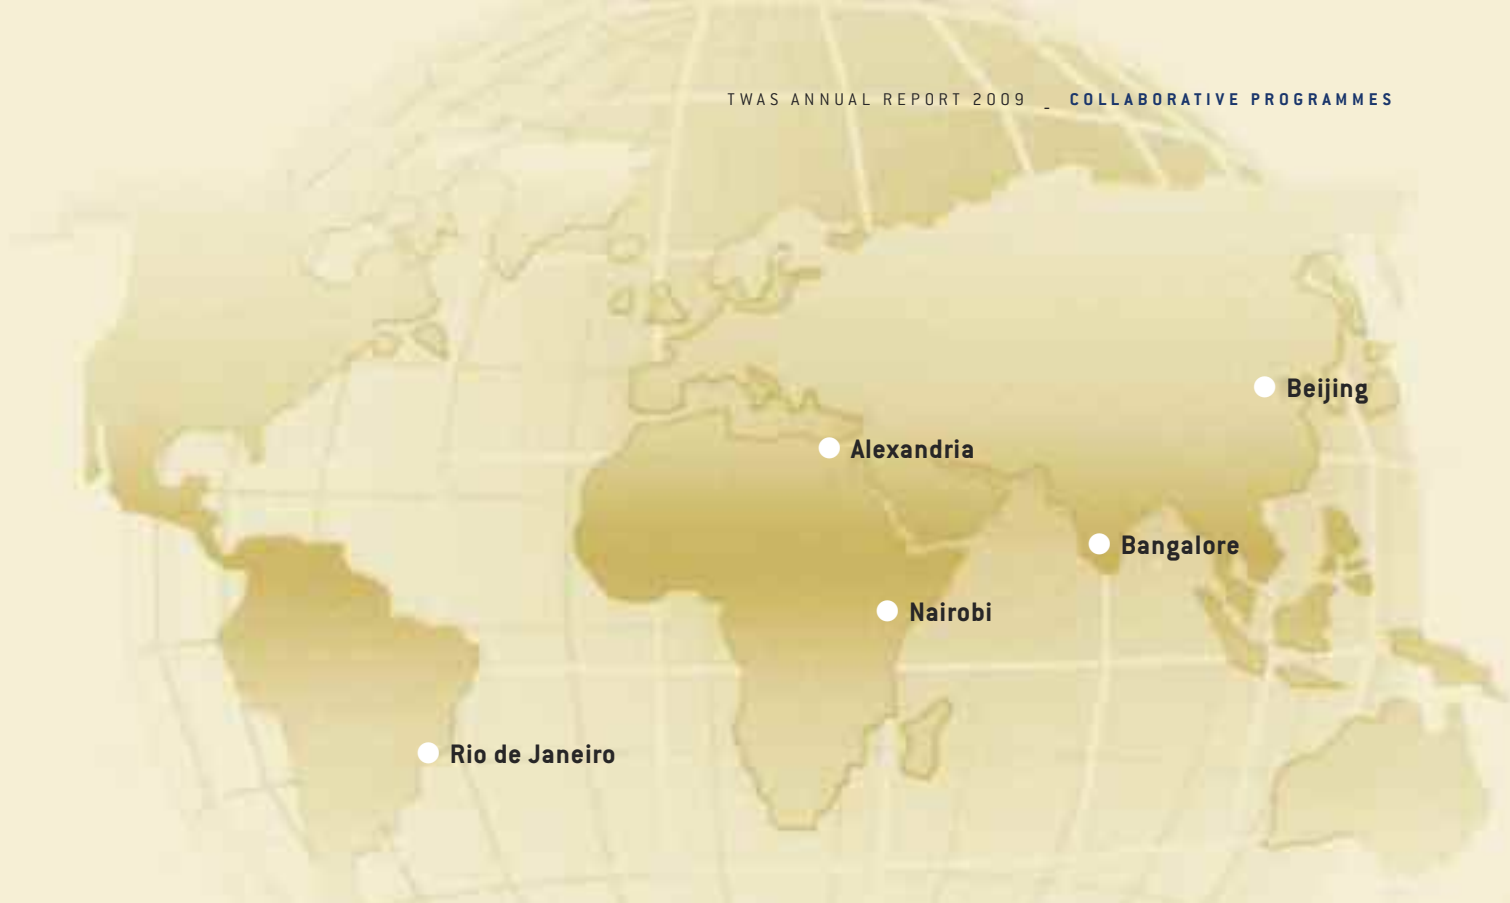 TWAS ANNUAL REPORT 2009 - COLLABORATIVE PROGRAMMES
Beijing
Alexandria
Bangalore
Nairobi
Rio de Janeiro